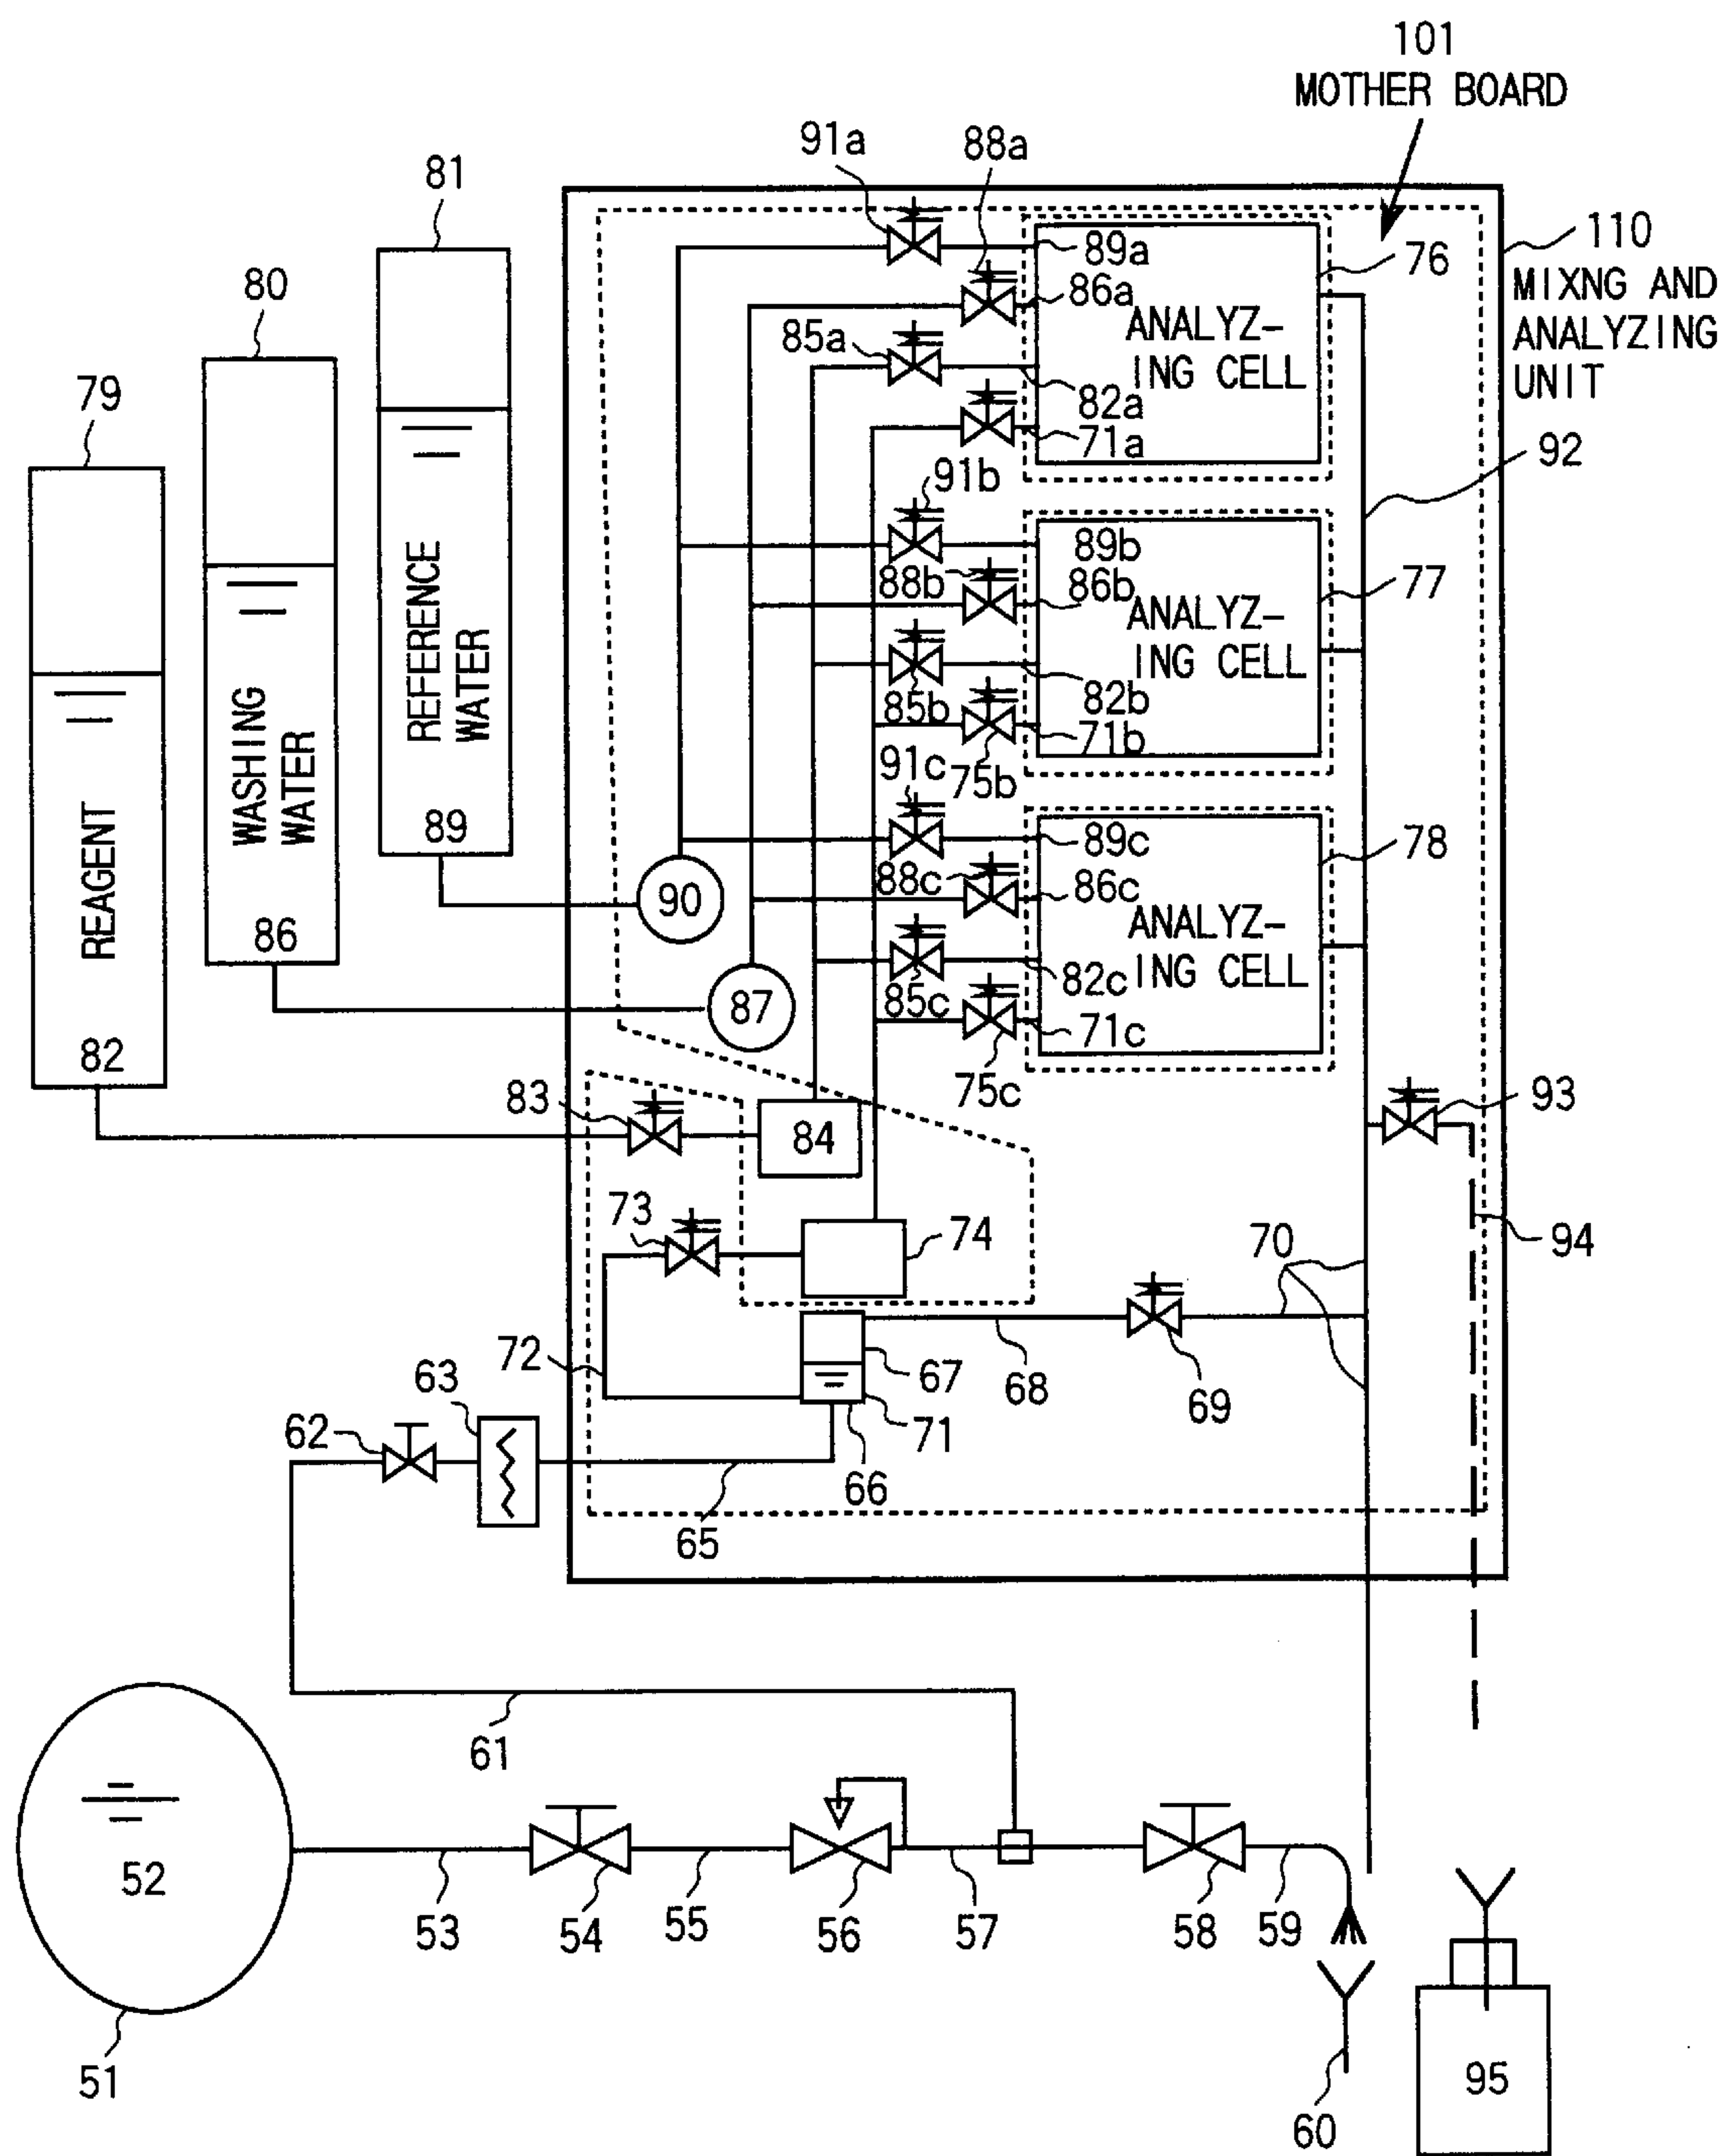 101
MOTHER BOARD
91a
88a
81
110
MIXNG AND
ANALYZING
UNIT
89a
76
80
86a
ANALYZ-
ING CELL
85a
79
82a
71a
92
91b
REFERENCE
WATER
89b
88b
86b
77
ANALYZ-
ING CELL
WASHING
WATER
82b
85b
71b
91c
75b
REAGENT
89
89c
78
88c
86c
90
ANALYZ-
ING CELL
86
82c
85c
87
71c
82
75c
83
93
84
73
74
70
94
72
67
68
63
69
71
62
66
65
61
52
53
54
55
56
57
58
59
51
95
60